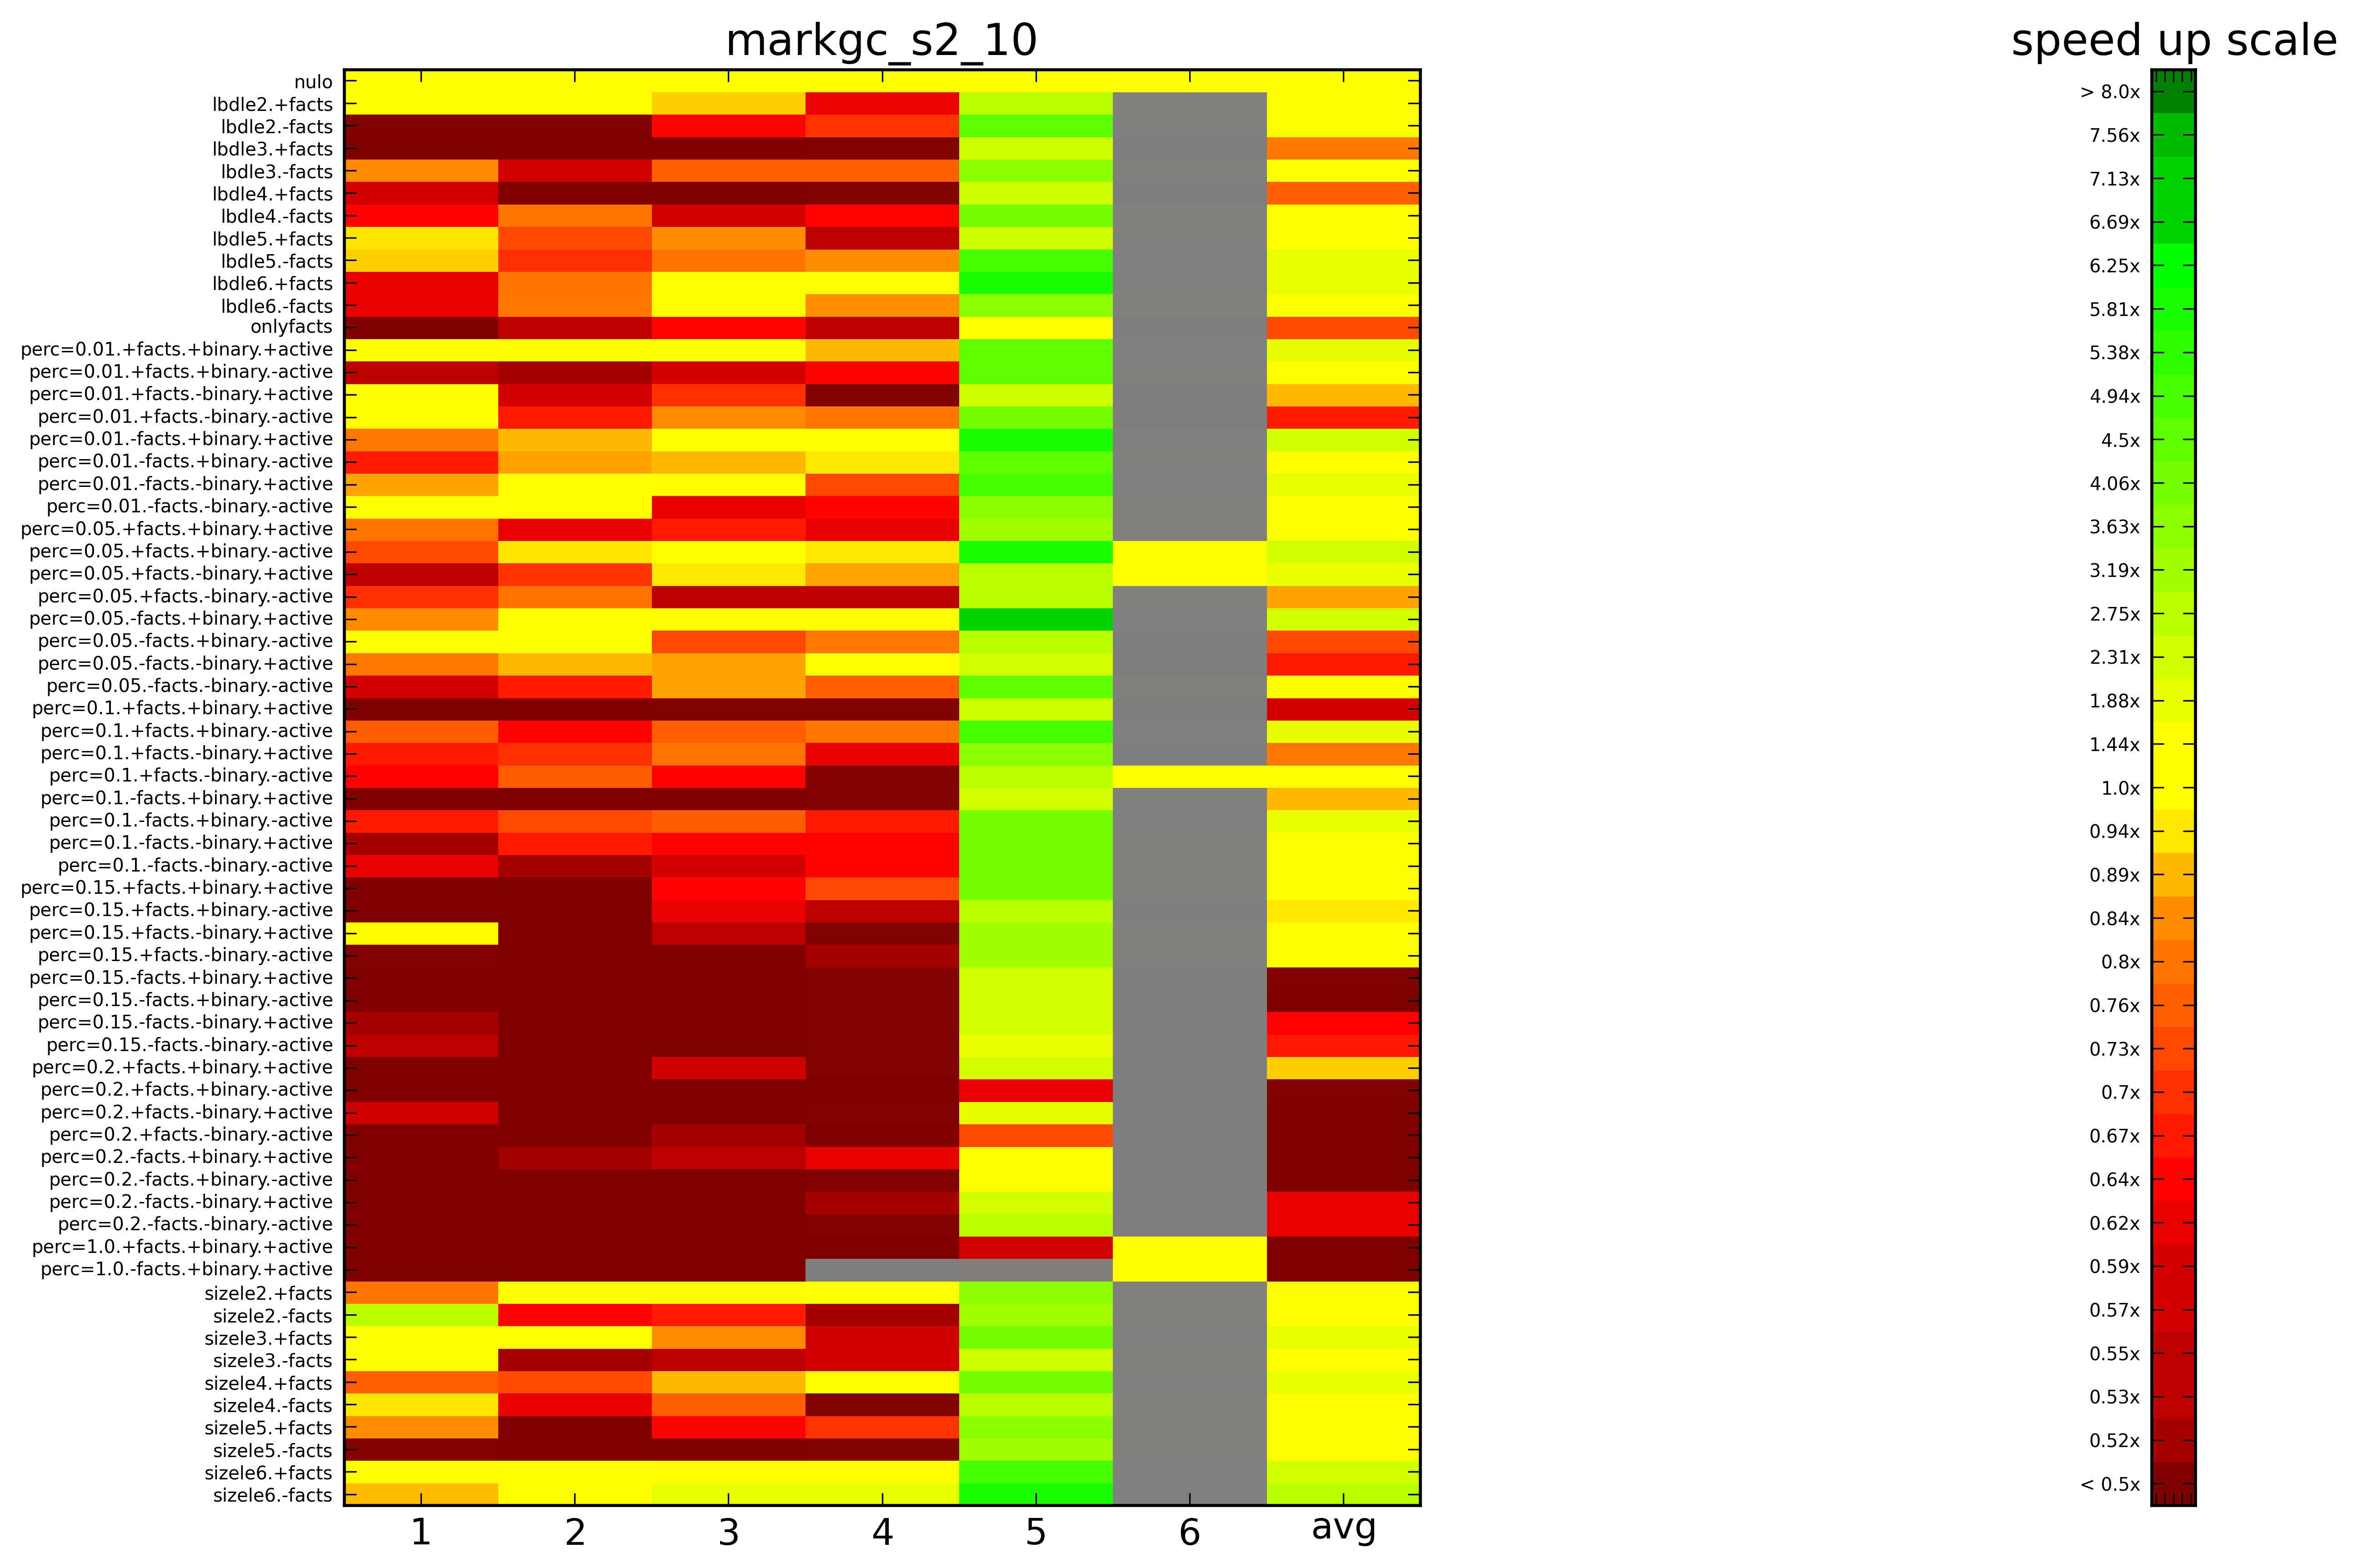 markgc_s2_10
speed up scale
nulo
lbdle2.+facts
lbdle2.-facts
lbdle3.+facts
lbdle3.-facts
lbdle4.+facts
lbdle4.-facts
lbdle5.+facts
lbdle5.-facts
lbdle6.+facts
lbdle6.-facts
onlyfacts
perc=0.01.+facts.+binary.+active
perc=0.01.+facts.+binary.-active
perc=0.01.+facts.-binary.+active
perc=0.01.+facts.-binary.-active
perc=0.01.-facts.+binary.+active
perc=0.01.-facts.+binary.-active
perc=0.01.-facts.-binary.+active
perc=0.01.-facts.-binary.-active
perc=0.05.+facts.+binary.+active
perc=0.05.+facts.+binary.-active
perc=0.05.+facts.-binary.+active
perc=0.05.+facts.-binary.-active
perc=0.05.-facts.+binary.+active
perc=0.05.-facts.+binary.-active
perc=0.05.-facts.-binary.+active
perc=0.05.-facts.-binary.-active
perc=0.1.+facts.+binary.+active
perc=0.1.+facts.+binary.-active
perc=0.1.+facts.-binary.+active
perc=0.1.+facts.-binary.-active
perc=0.1.-facts.+binary.+active
perc=0.1.-facts.+binary.-active
perc=0.1.-facts.-binary.+active
perc=0.1.-facts.-binary.-active
perc=0.15.+facts.+binary.+active
perc=0.15.+facts.+binary.-active
perc=0.15.+facts.-binary.+active
perc=0.15.+facts.-binary.-active
perc=0.15.-facts.+binary.+active
perc=0.15.-facts.+binary.-active
perc=0.15.-facts.-binary.+active
perc=0.15.-facts.-binary.-active
perc=0.2.+facts.+binary.+active
perc=0.2.+facts.+binary.-active
perc=0.2.+facts.-binary.+active
perc=0.2.+facts.-binary.-active
perc=0.2.-facts.+binary.+active
perc=0.2.-facts.+binary.-active
perc=0.2.-facts.-binary.+active
perc=0.2.-facts.-binary.-active
perc=1.0.+facts.+binary.+active
perc=1.0.-facts.+binary.+active
sizele2.+facts
sizele2.-facts
sizele3.+facts
sizele3.-facts
sizele4.+facts
sizele4.-facts
sizele5.+facts
sizele5.-facts
sizele6.+facts
sizele6.-facts
1 2 3 4 5 6 avg
> 8.0x
7.56x
7.13x
6.69x
6.25x
5.81x
5.38x
4.94x
4.5x
4.06x
3.63x
3.19x
2.75x
2.31x
1.88x
1.44x
1.0x
0.94x
0.89x
0.84x
0.8x
0.76x
0.73x
0.7x
0.67x
0.64x
0.62x
0.59x
0.57x
0.55x
0.53x
0.52x
< 0.5x